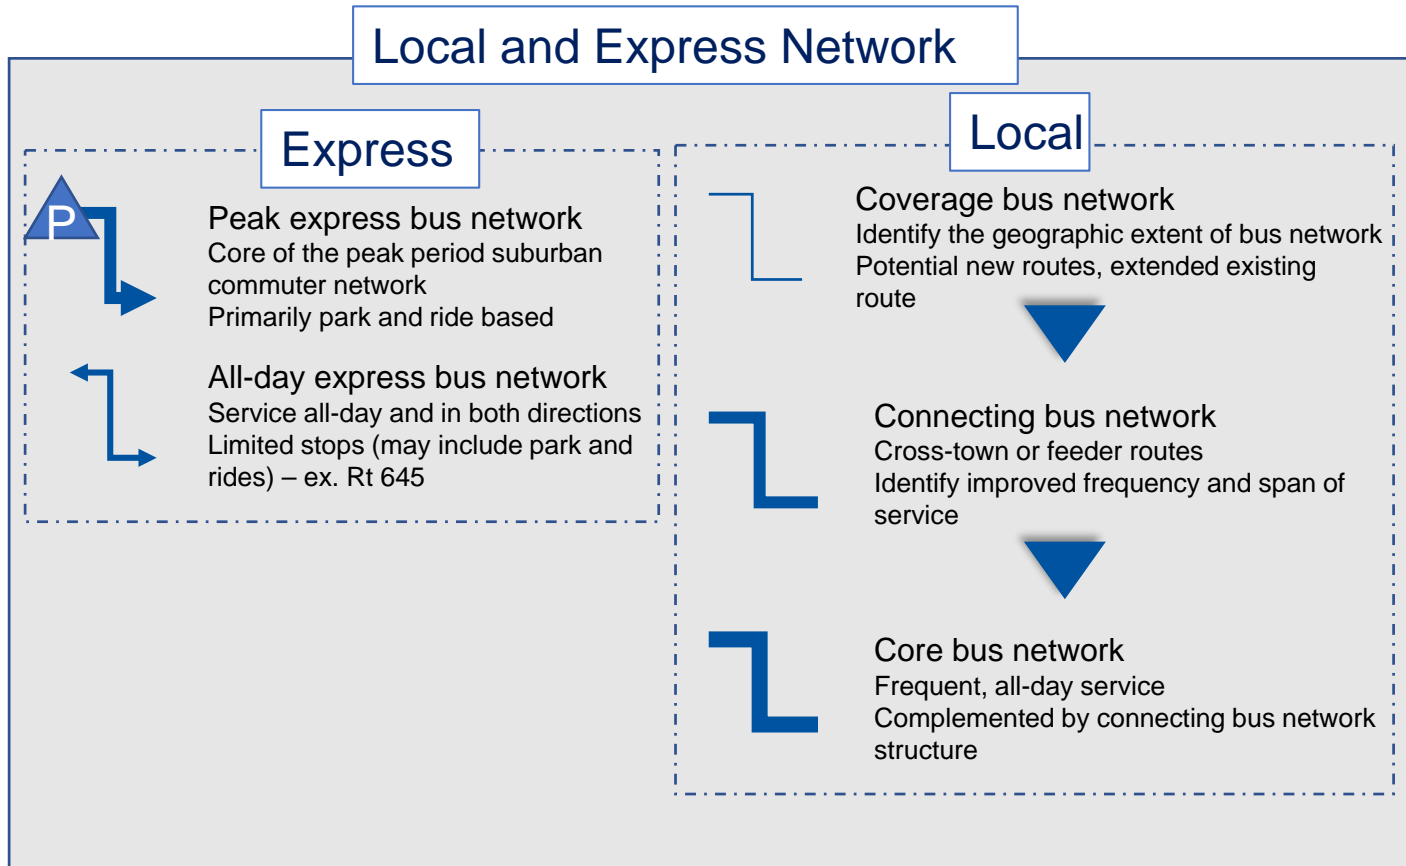 Local and Express Network
Express
P
Peak express bus network
Core of the peak period suburban
commuter network
Primarily park and ride based
All-day express bus network
Service all-day and in both directions
Limited stops (may include park and
rides) – ex. Rt 645
Local
Coverage bus network
Identify the geographic extent of bus network
Potential new routes, extended existing
route
Connecting bus network
Cross-town or feeder routes
Identify improved frequency and span of
service
Core bus network
Frequent, all-day service
Complemented by connecting bus network
structure